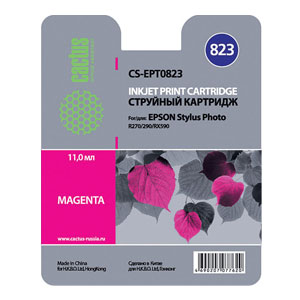 823
cactus
CS-EPT0823
INKJET PRINT CARTRIDGE
СТРУЙНЫЙ КАРТРИДЖ
For/для: EPSON Stylus Photo
R270/290/RX590
11,0 мл
MAGENTA
www.cactus-russia.ru
Made in China
for H.K.B.O. Ltd, HongKong
Сделано в Китае
для H.K.B.O. Ltd, Гонконг
4690207077620